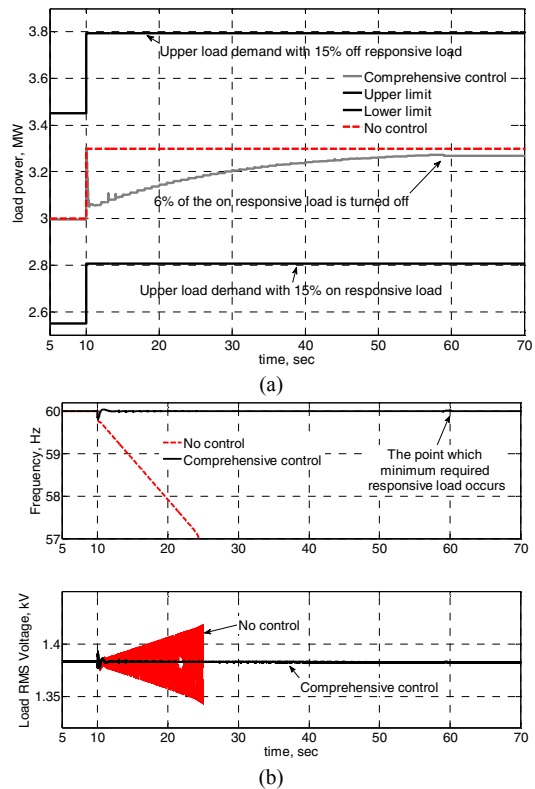 3.8
Upper load demand with 15% off responsive load
3.6
Comprehensive control
Upper limit
Lower limit
No control
3.4
load power, MW
3.2
6% of the on responsive load is turned off
3
2.8
Upper load demand with 15% on responsive load
2.6
5 10 20 30 40 50 60 70
time, sec
(a)
60
No control
Comprehensive control
The point which
minimum required
responsive load occurs
59
Frequency, Hz
58
57
5 10 20 30 40 50 60 70
No control
1.4
Load RMS Voltage, kV
Comprehensive control
1.35
5 10 20 30 40 50 60 70
time, sec
(b)